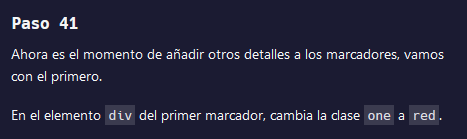 Paso 41
Ahora es el momento de añadir otros detalles a los marcadores, vamos
con el primero.
En el elemento div del primer marcador, cambia la clase one a red.